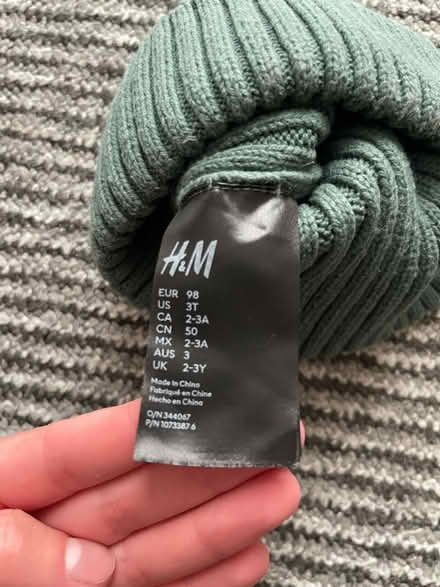 H&M
EUR 98
US 3T
CA 2-3A
CN 50
MX 2-3A
AUS 3
UK 2-3Y
Made in China
Fabriqué en Chine
Hecho en China
O/N 344067
P/N 1073387 6